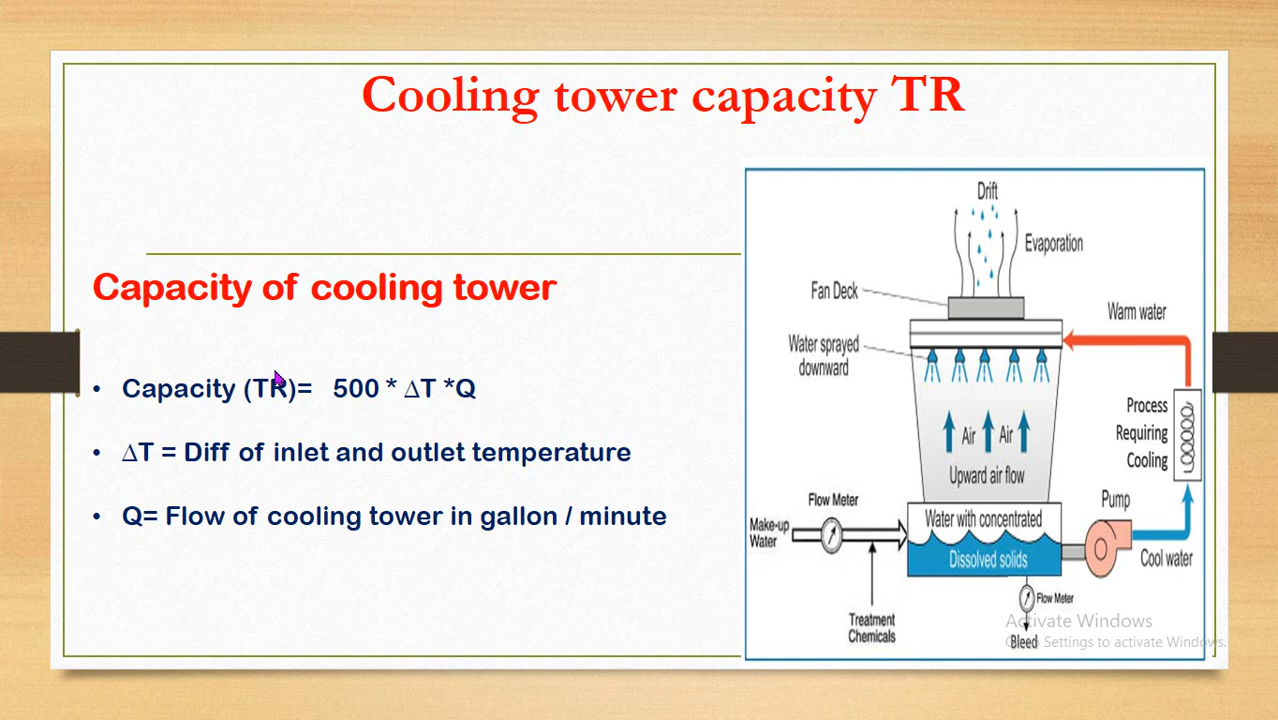 Cooling tower capacity TR
Capacity of cooling tower
• Capacity (TR)= 500 * ∆T *Q
• ∆T = Diff of inlet and outlet temperature
• Q= Flow of cooling tower in gallon / minute
Drift
Evaporation
Fan Deck
Warm water
Water sprayed
downward
Process
Requiring
Cooling
Air Air
Upward air flow
Flow Meter
Pump
Make-up
Water
Water with concentrated
Dissolved solids
Cool water
Flow Meter
Treatment
Chemicals
Bleed
Activate Windows
Settings to activate Windows.